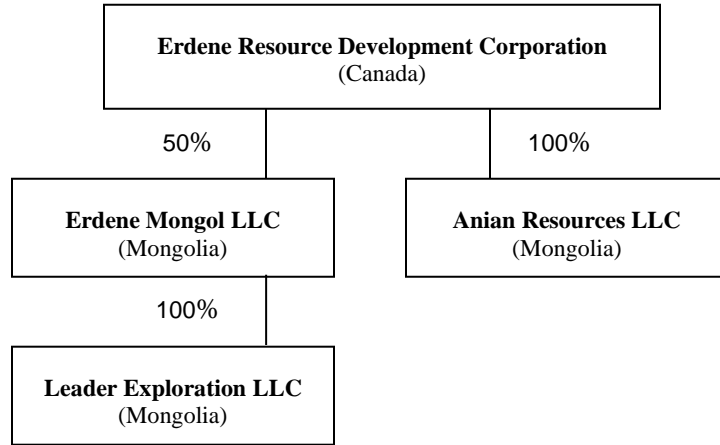 Erdene Resource Development Corporation
(Canada)
50%
100%
Erdene Mongol LLC
(Mongolia)
Anian Resources LLC
(Mongolia)
100%
Leader Exploration LLC
(Mongolia)